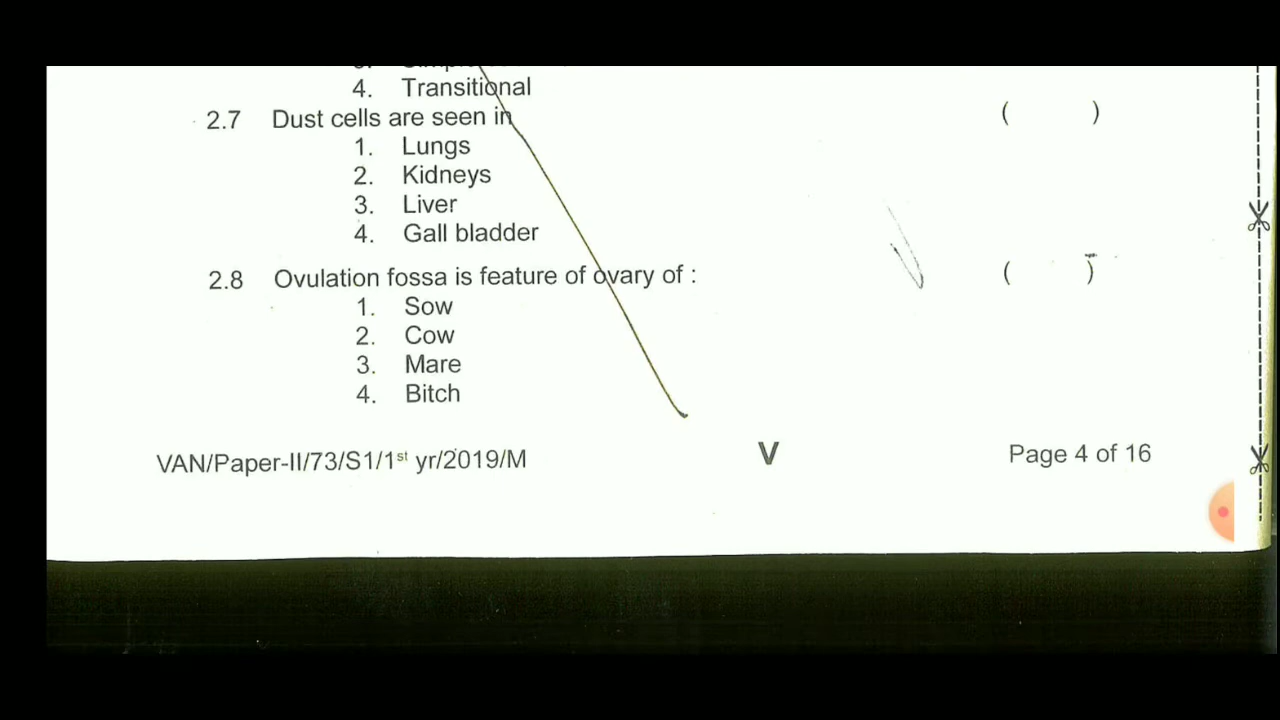 4. Transitional
2.7 Dust cells are seen in ( )
1. Lungs
2. Kidneys
3. Liver
4. Gall bladder
2.8 Ovulation fossa is feature of ovary of : ( )
1. Sow
2. Cow
3. Mare
4. Bitch
VAN/Paper-II/73/S1/1st yr/2019/M V Page 4 of 16